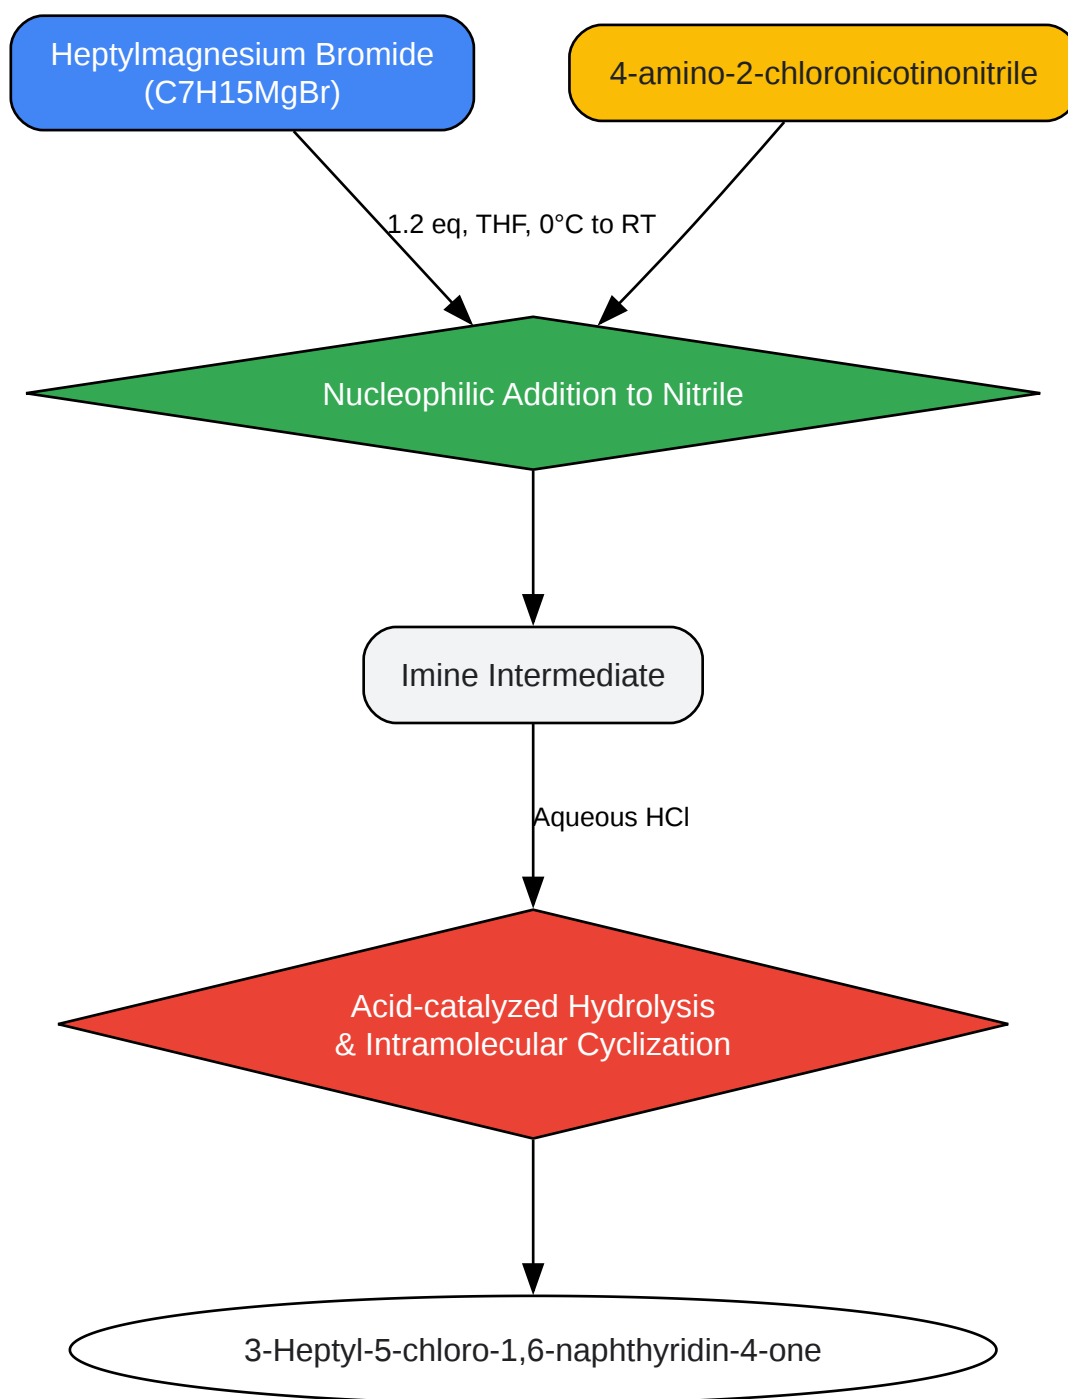 Heptylmagnesium Bromide
(C7H15MgBr)
4-amino-2-chloronicotinonitrile
1.2 eq, THF, 0°C to RT
Nucleophilic Addition to Nitrile
Imine Intermediate
Aqueous HCl
Acid-catalyzed Hydrolysis
& Intramolecular Cyclization
3-Heptyl-5-chloro-1,6-naphthyridin-4-one